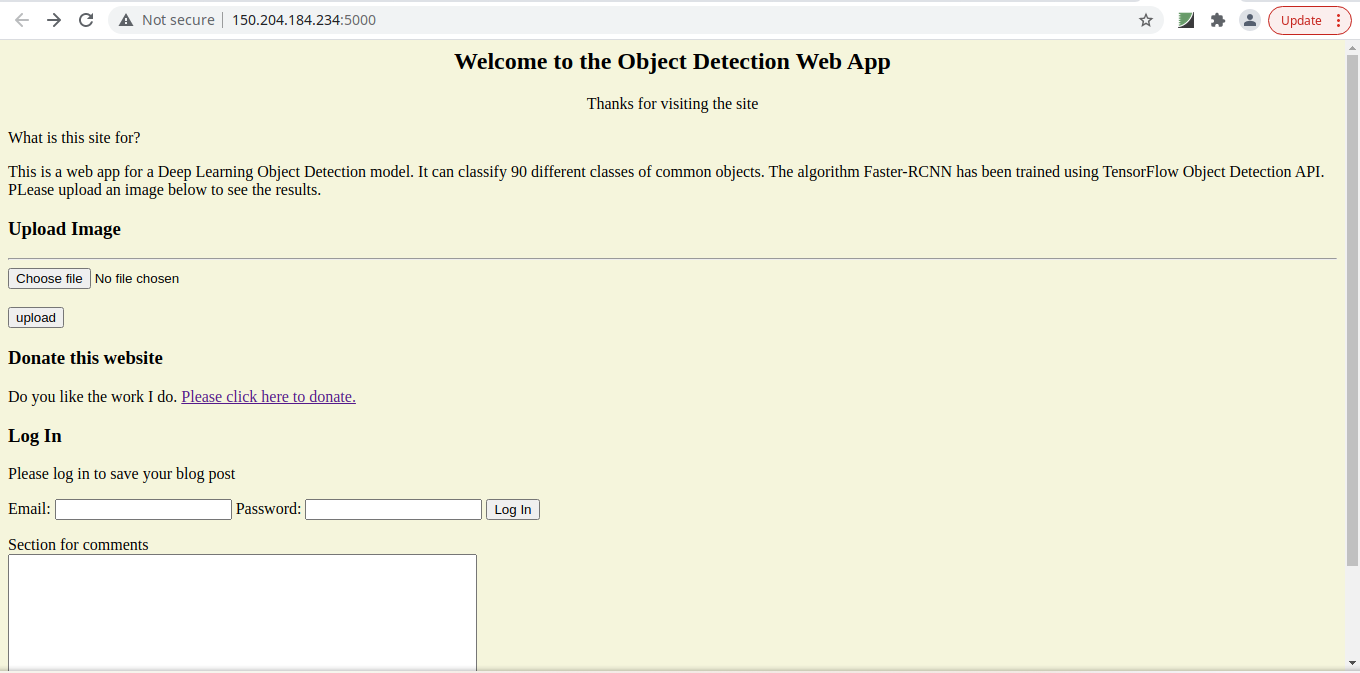 Not secure | 150.204.184.234:5000
Update
Welcome to the Object Detection Web App
Thanks for visiting the site
What is this site for?
This is a web app for a Deep Learning Object Detection model. It can classify 90 different classes of common objects. The algorithm Faster-RCNN has been trained using TensorFlow Object Detection API.
PLease upload an image below to see the results.
Upload Image
Choose file No file chosen
upload
Donate this website
Do you like the work I do. Please click here to donate.
Log In
Please log in to save your blog post
Email: Password: Log In
Section for comments